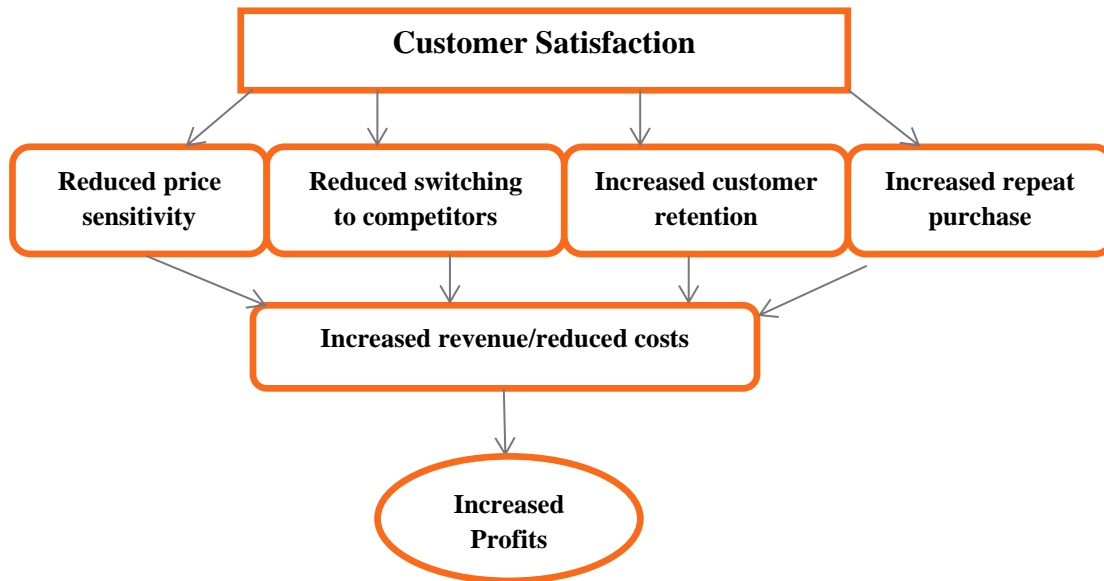 Customer Satisfaction
Reduced price
sensitivity
Reduced switching
to competitors
Increased customer
retention
Increased repeat
purchase
Increased revenue/reduced costs
Increased
Profits